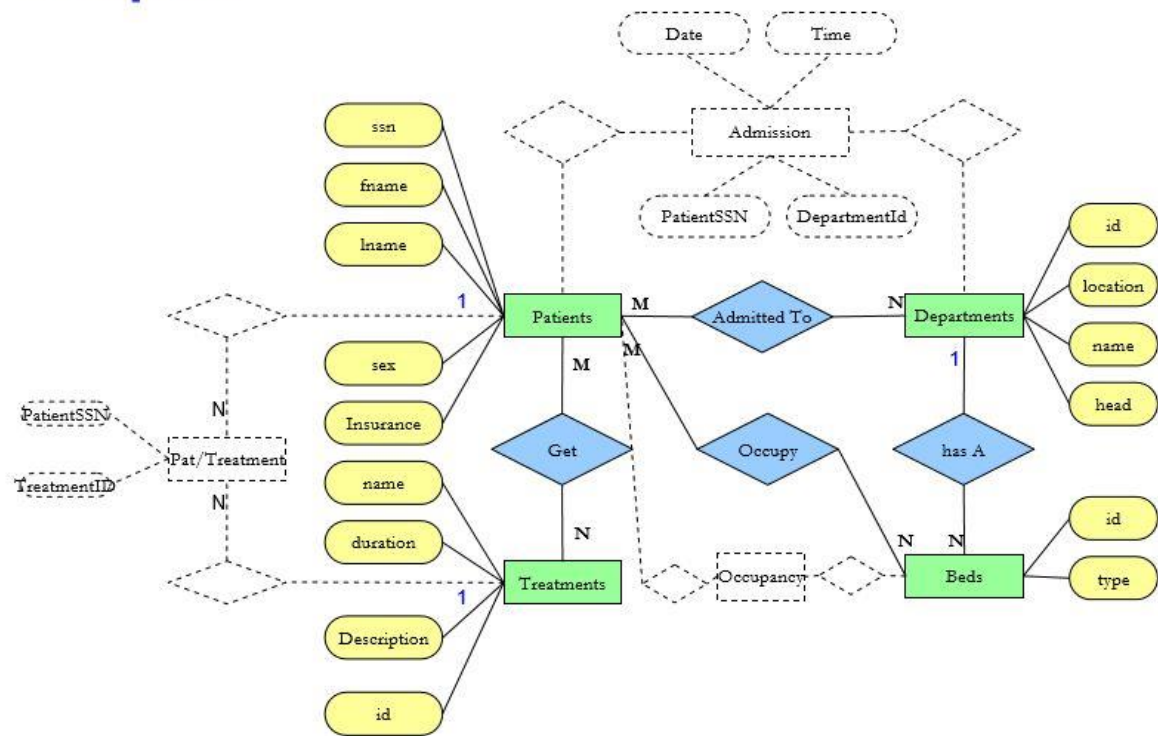 Date
Time
ssn
Admission
fname
PatientSSN
DepartmentId
lname
id
location
1
M
N
Patients
Admitted To
Departments
M
1
name
sex
M
head
PatientSSN
N
Insurance
Pat/Treatment
Get
Occupy
has A
TreatmentID
N
name
id
duration
N
N
N
Treatments
Occupancy
Beds
type
1
Description
id